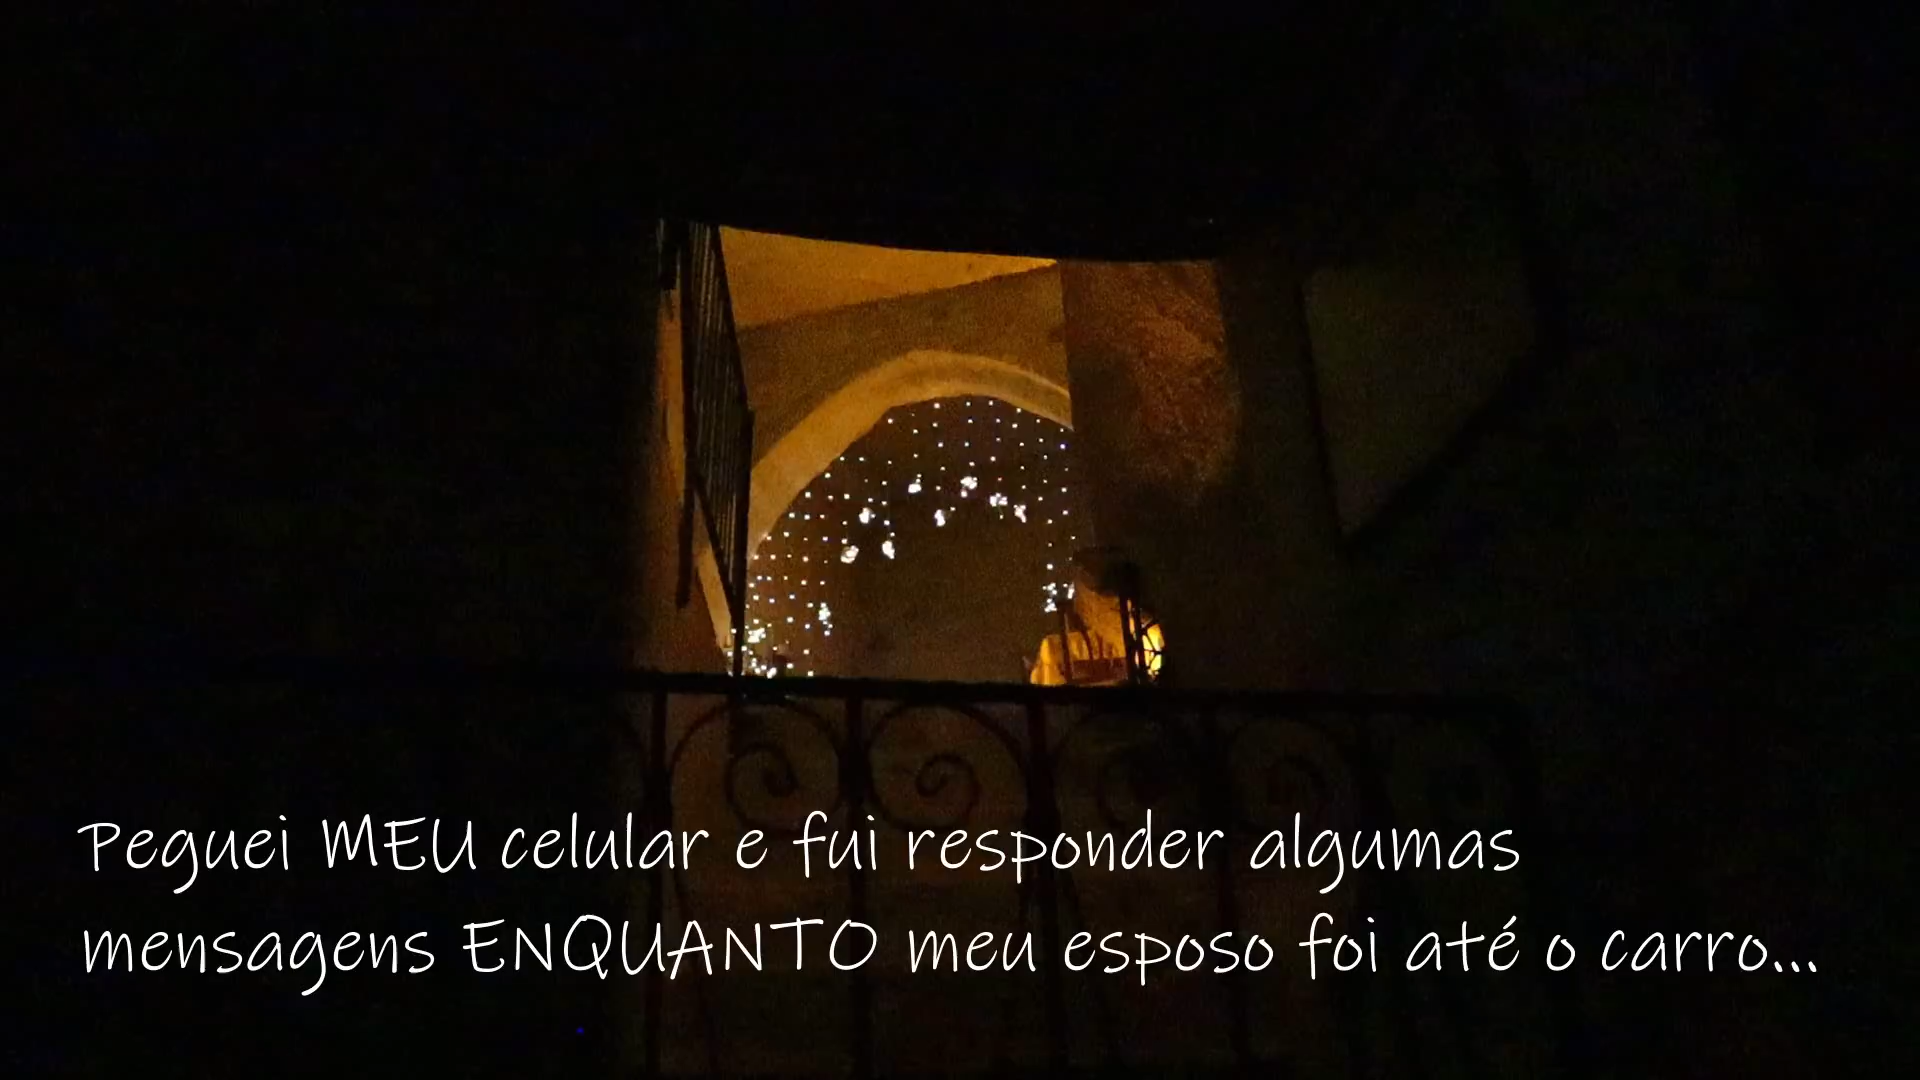 Peguei MEU celular e fui responder algumas
mensagens ENQUANTO meu esposo foi até o carro...